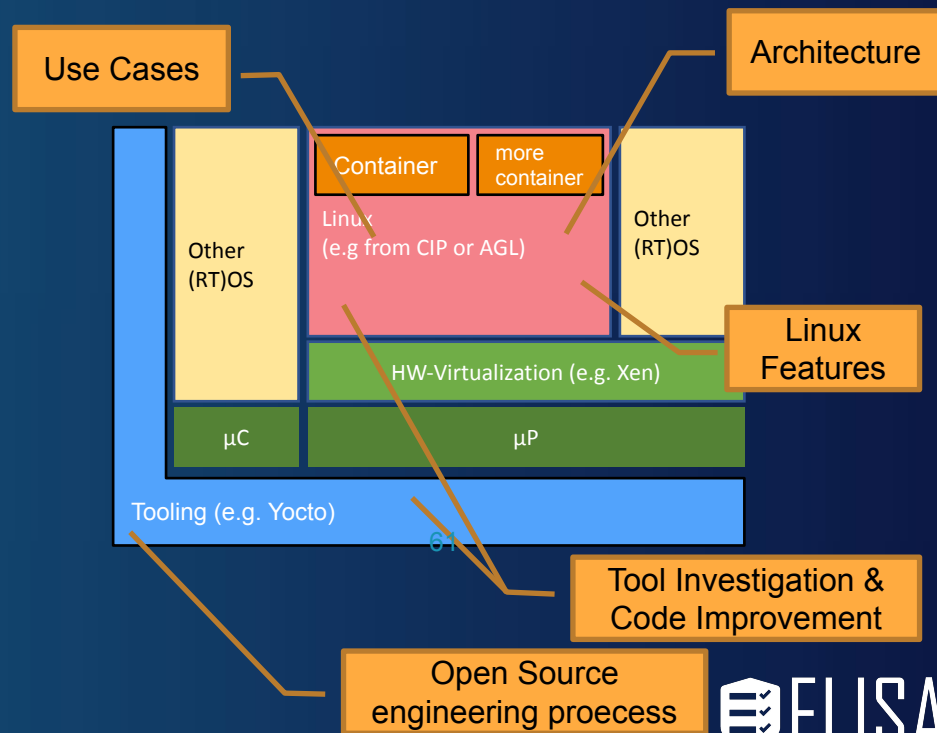 Use Cases
Architecture
Container
more
container
Linux
(e.g from CIP or AGL)
Other
(RT)OS
Other
(RT)OS
Linux
Features
HW-Virtualization (e.g. Xen)
µC
µP
Tooling (e.g. Yocto)
61
Tool Investigation &
Code Improvement
Open Source
engineering proecess
ELISA